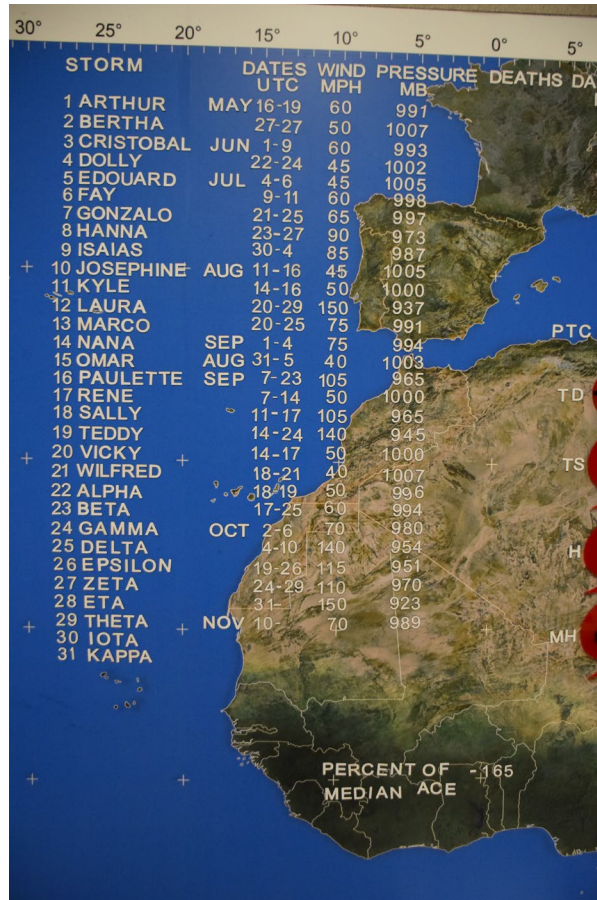 30° 25° 20° 15° 10° 5° 0° 5°
STORM DATES WIND PRESSURE DEATHS DA
UTC MPH MB
1 ARTHUR MAY 16-19 60 991
2 BERTHA 27-27 50 1007
3 CRISTOBAL JUN 1-9 60 993
4 DOLLY 22-24 45 1002
5 EDOUARD JUL 4-6 45 1005
6 FAY 9-11 60 998
7 GONZALO 21-25 65 997
8 HANNA 23-27 90 973
9 ISAIAS 30-4 85 987
10 JOSEPHINE AUG 11-16 45 1005
11 KYLE 14-16 50 1000
12 LAURA 20-29 150 937
13 MARCO 20-25 75 991
14 NANA SEP 1-4 75 994
15 OMAR AUG 31-5 40 1003
16 PAULETTE SEP 7-23 105 965
17 RENE 7-14 50 1000
18 SALLY 11-17 105 965
19 TEDDY 14-24 140 945
20 VICKY 14-17 50 1000
21 WILFRED 18-21 40 1007
22 ALPHA 18-19 50 996
23 BETA 17-25 60 994
24 GAMMA OCT 2-6 70 980
25 DELTA 4-10 140 954
26 EPSILON 19-26 115 951
27 ZETA 24-29 110 970
28 ETA 31- 150 923
29 THETA NOV 10- 70 989
30 IOTA
31 KAPPA
PTC
TD
TS
H
MH
PERCENT OF -165
MEDIAN ACE